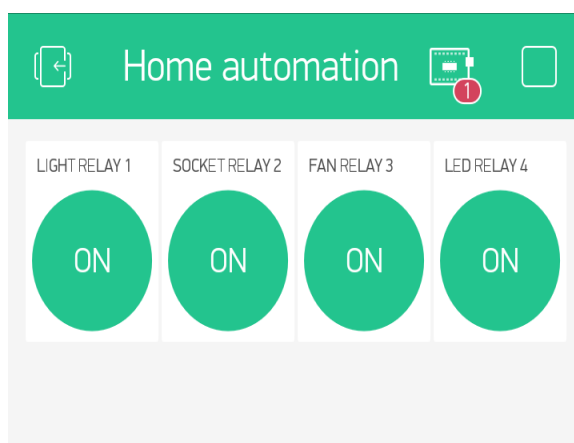 Home automation
1
LIGHT RELAY 1
SOCKET RELAY 2
FAN RELAY 3
LED RELAY 4
ON
ON
ON
ON